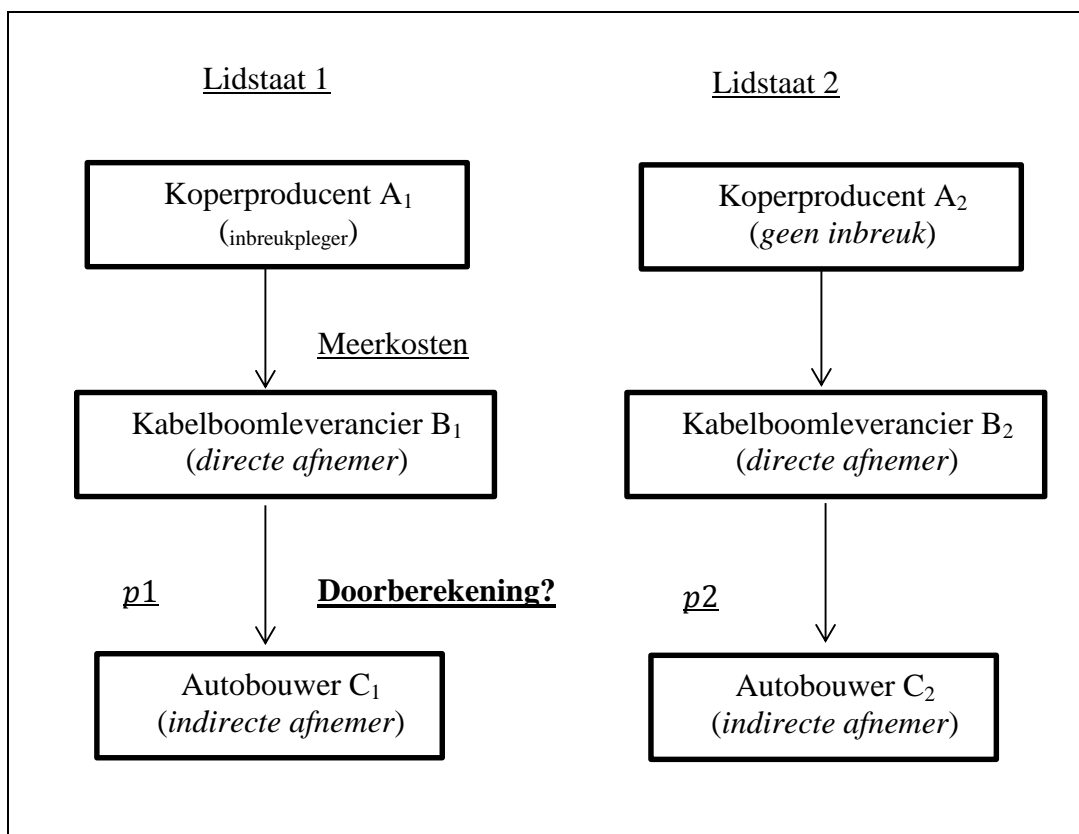 Lidstaat 1
Koperproducent A₁
(inbreukpleger)
Meerkosten
Kabelboomleverancier B₁
(directe afnemer)
p1
Doorberekening?
Autobouwer C₁
(indirecte afnemer)
Lidstaat 2
Koperproducent A₂
(geen inbreuk)
Kabelboomleverancier B₂
(directe afnemer)
p2
Autobouwer C₂
(indirecte afnemer)